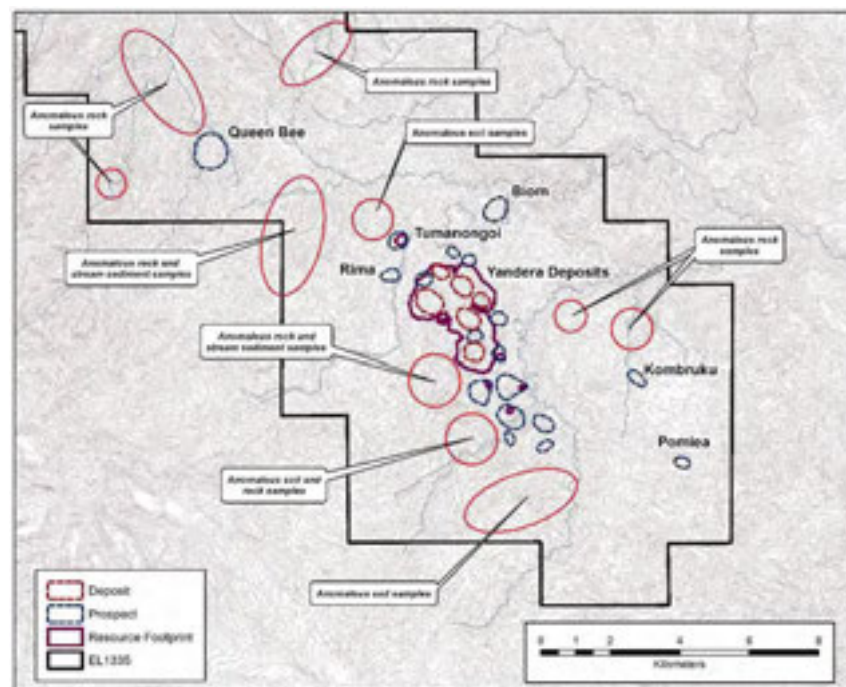 Anomalous rock samples
Anomalous rock
samples
Queen Bee
Anomalous soil samples
Biom
Tumanongoi
Anomalous rock
samples
Anomalous rock and
stream sediment samples
Rima
Yandera Deposits
Anomalous rock and
stream sediment samples
Kombruku
Pomiea
Anomalous soil and
rock samples
Anomalous soil samples
Deposit
Prospect
Resource Footprint
EL1335
0 1 2 4 6 8
Kilometers